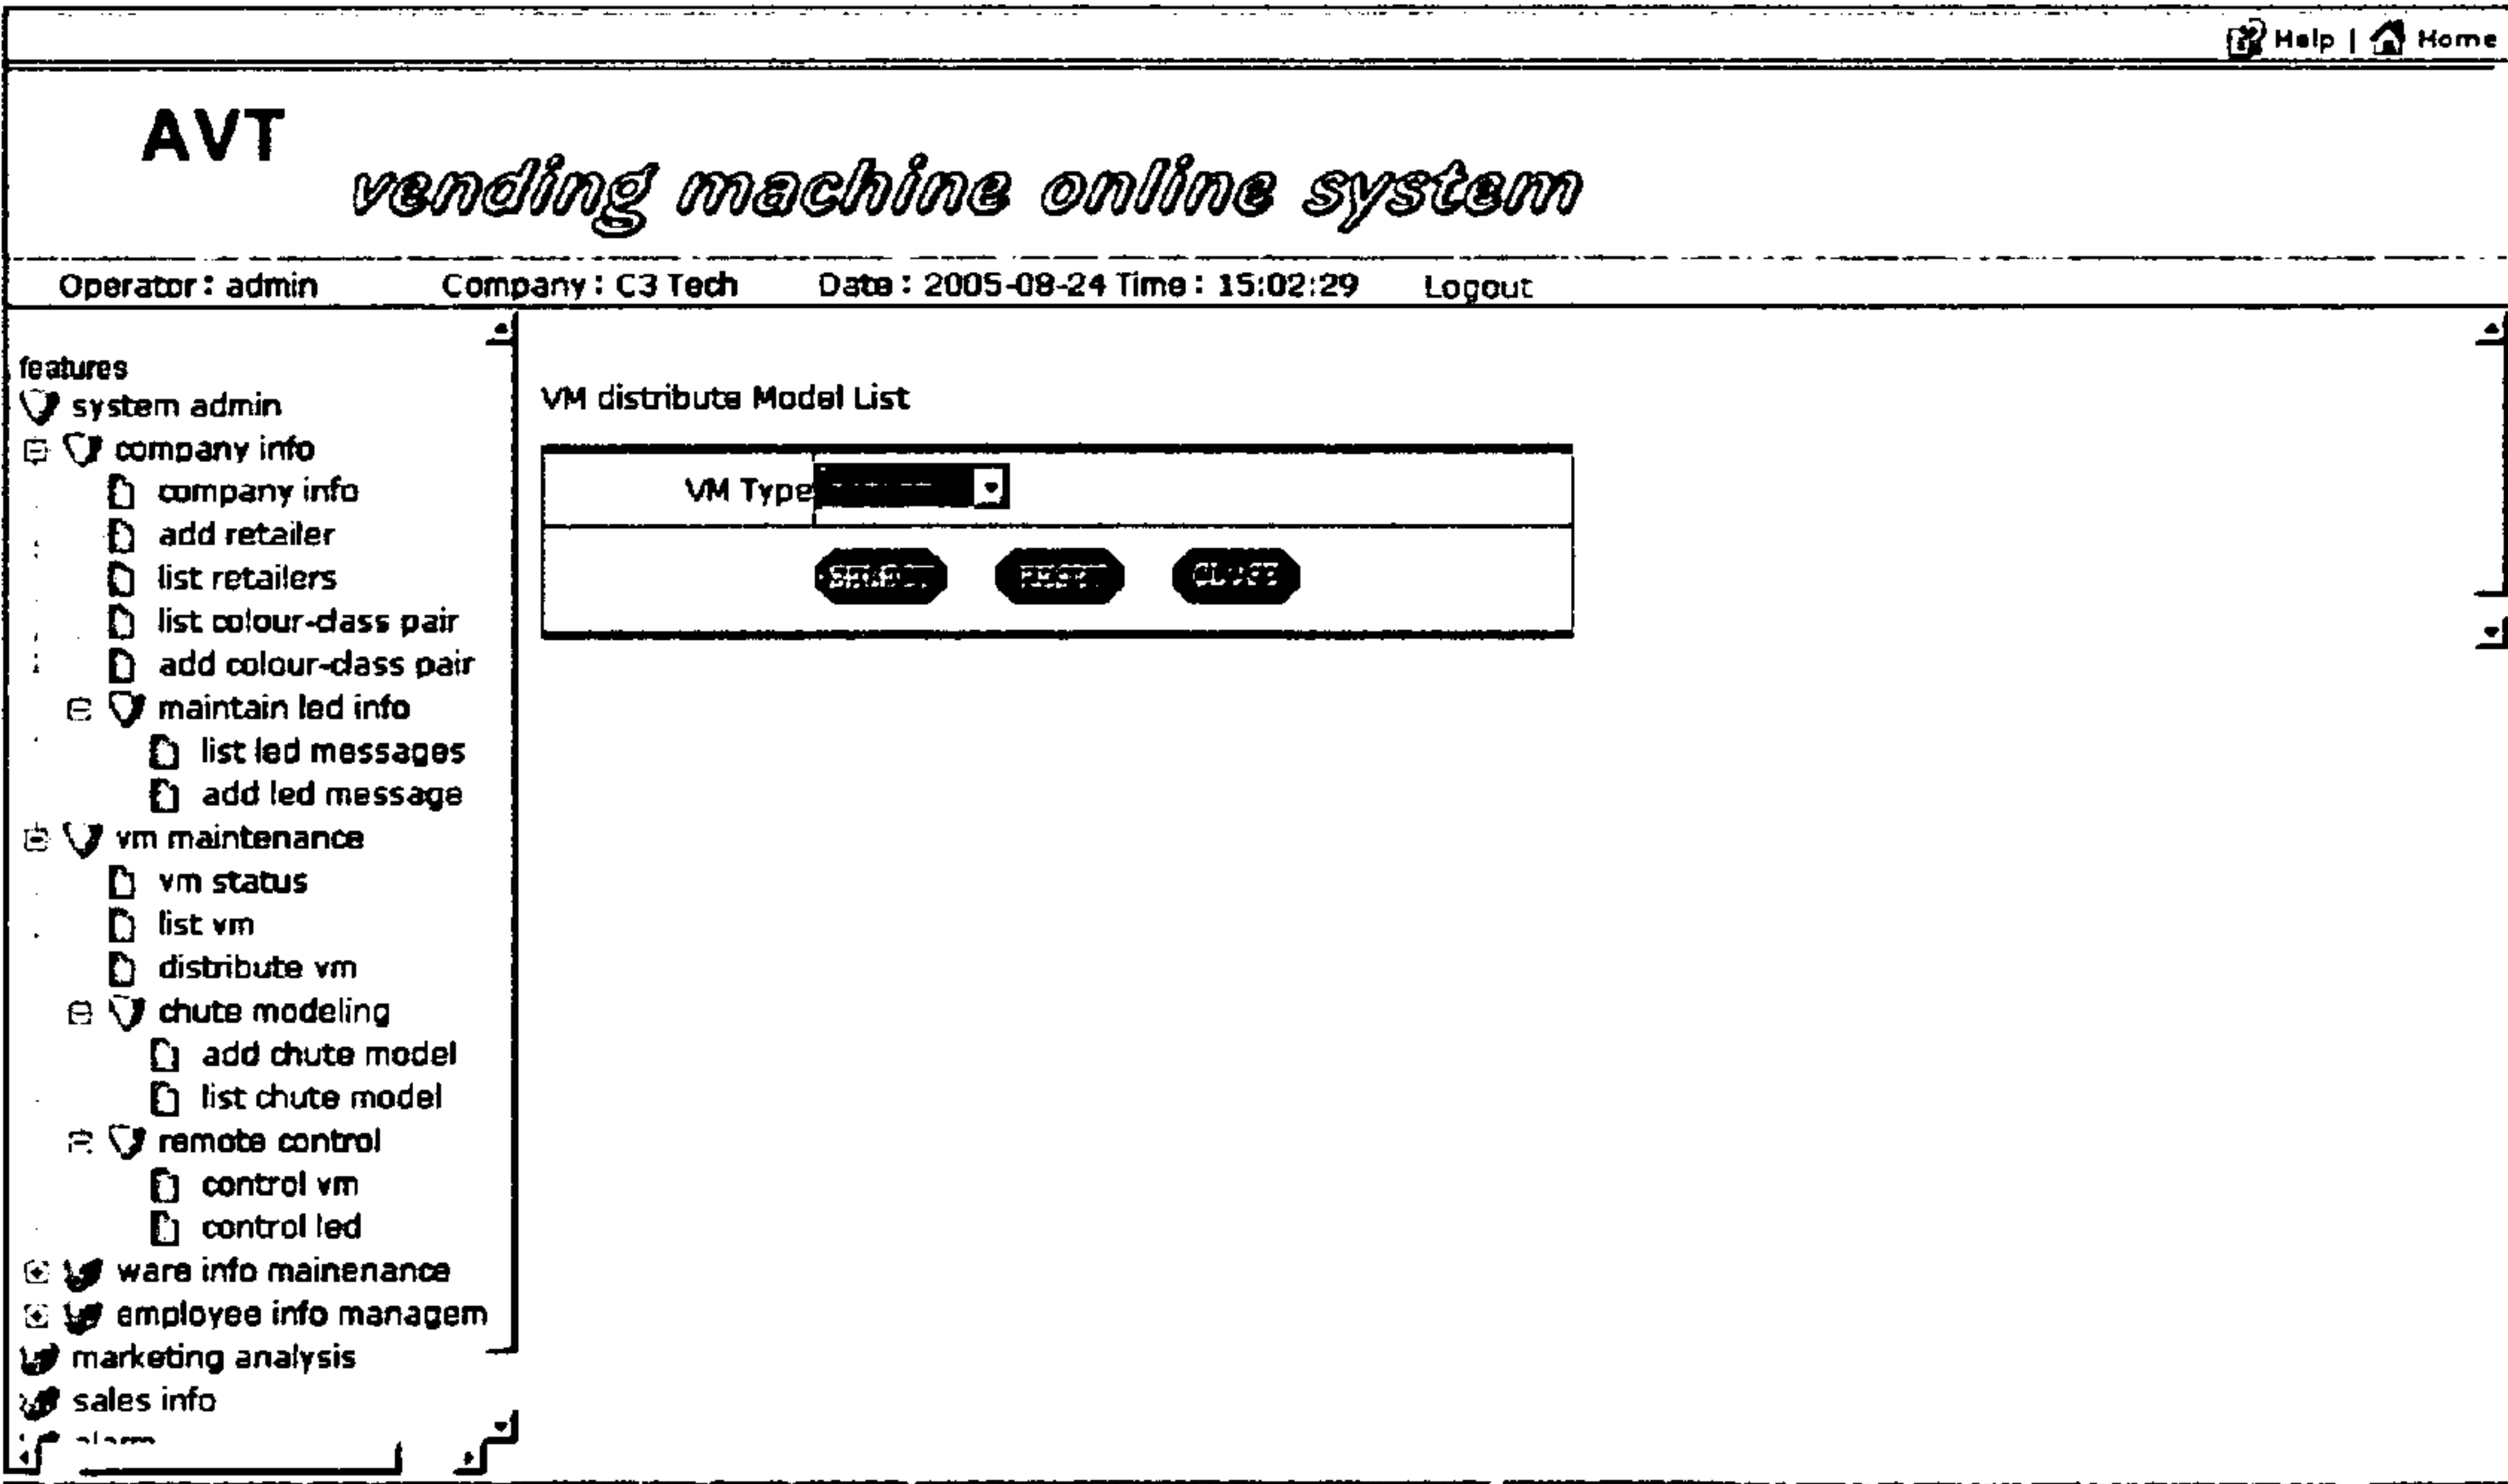 Help | Home
AVT
vending machine online system
Operator : admin Company : C3 Tech Date : 2005-08-24 Time : 15:02:29 Logout
features
system admin
company info
company info
add retailer
list retailers
list colour-class pair
add colour-class pair
maintain led info
list led messages
add led message
vm maintenance
vm status
list vm
distribute vm
chute modeling
add chute model
list chute model
remote control
control vm
control led
ware info mainenance
employee info managem
marketing analysis
sales info
alarm
VM distribute Model List
VM Type